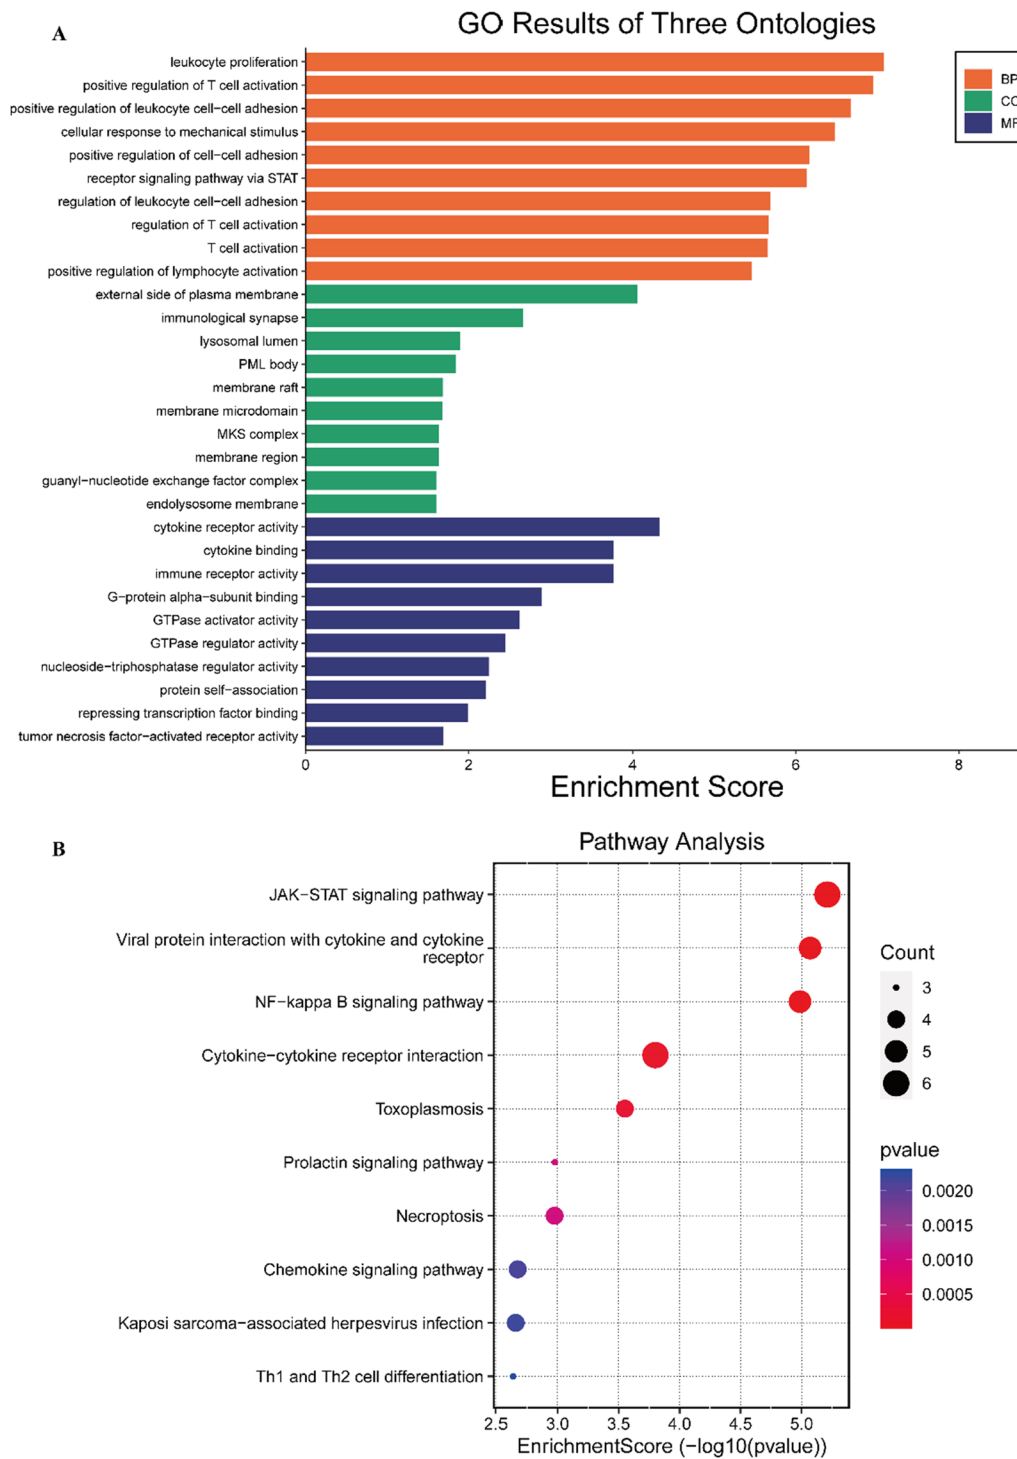 A
GO Results of Three Ontologies
leukocyte proliferation
positive regulation of T cell activation
positive regulation of leukocyte cell−cell adhesion
cellular response to mechanical stimulus
positive regulation of cell−cell adhesion
receptor signaling pathway via STAT
regulation of leukocyte cell−cell adhesion
regulation of T cell activation
T cell activation
positive regulation of lymphocyte activation
external side of plasma membrane
immunological synapse
lysosomal lumen
PML body
membrane raft
membrane microdomain
MKS complex
membrane region
guanyl−nucleotide exchange factor complex
endolysosome membrane
cytokine receptor activity
cytokine binding
immune receptor activity
G−protein alpha−subunit binding
GTPase activator activity
GTPase regulator activity
nucleoside−triphosphatase regulator activity
protein self−association
repressing transcription factor binding
tumor necrosis factor−activated receptor activity
BP
CC
MF
0 2 4 6 8
Enrichment Score
B
Pathway Analysis
JAK−STAT signaling pathway
Viral protein interaction with cytokine and cytokine
receptor
NF−kappa B signaling pathway
Cytokine−cytokine receptor interaction
Toxoplasmosis
Prolactin signaling pathway
Necroptosis
Chemokine signaling pathway
Kaposi sarcoma−associated herpesvirus infection
Th1 and Th2 cell differentiation
2.5 3.0 3.5 4.0 4.5 5.0
EnrichmentScore (−log10(pvalue))
Count
3
4
5
6
pvalue
0.0020
0.0015
0.0010
0.0005